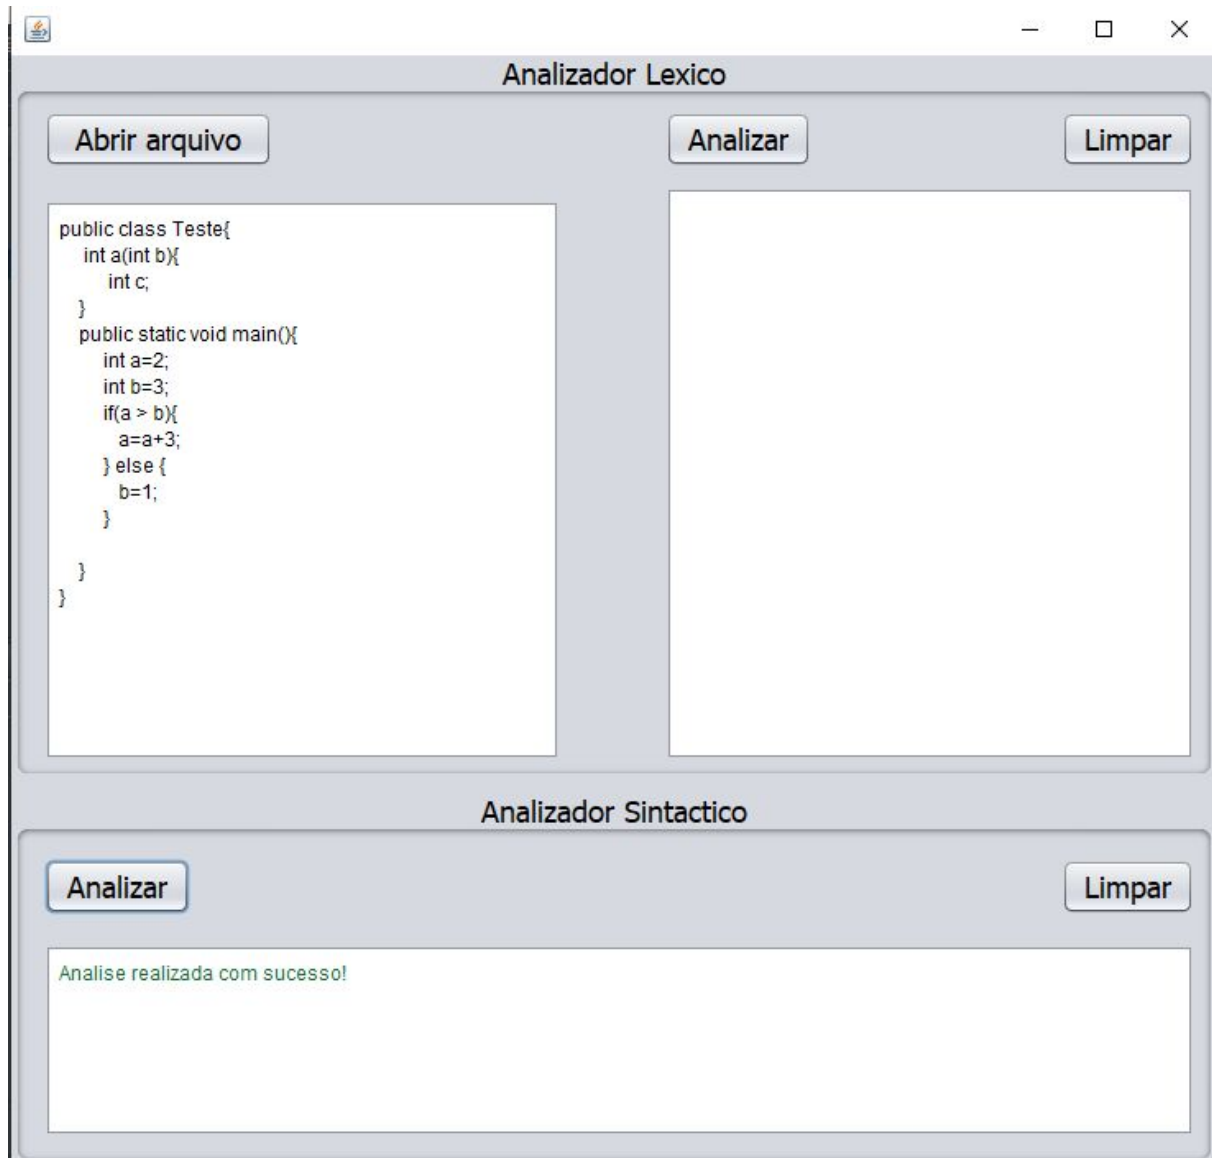 Analizador Lexico
Abrir arquivo
Analizar
Limpar
public class Teste{
int a(int b){
int c;
}
public static void main(){
int a=2;
int b=3;
if(a > b){
a=a+3;
} else {
b=1;
}
}
}
Analizador Sintactico
Analizar
Limpar
Analise realizada com sucesso!